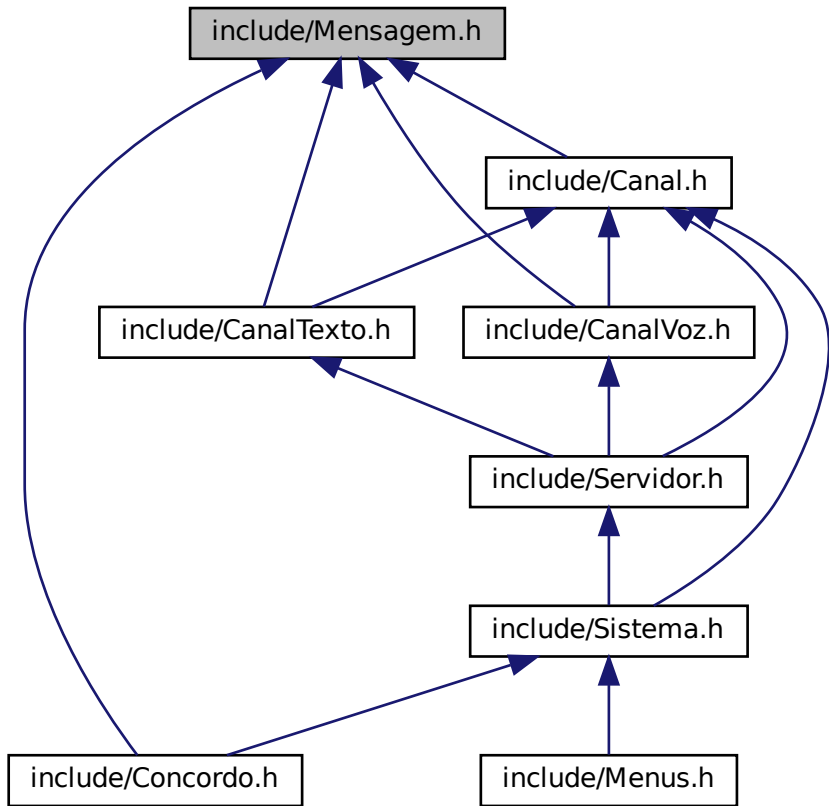 include/Mensagem.h
include/Canal.h
include/CanalTexto.h
include/CanalVoz.h
include/Servidor.h
include/Sistema.h
include/Concordo.h
include/Menus.h